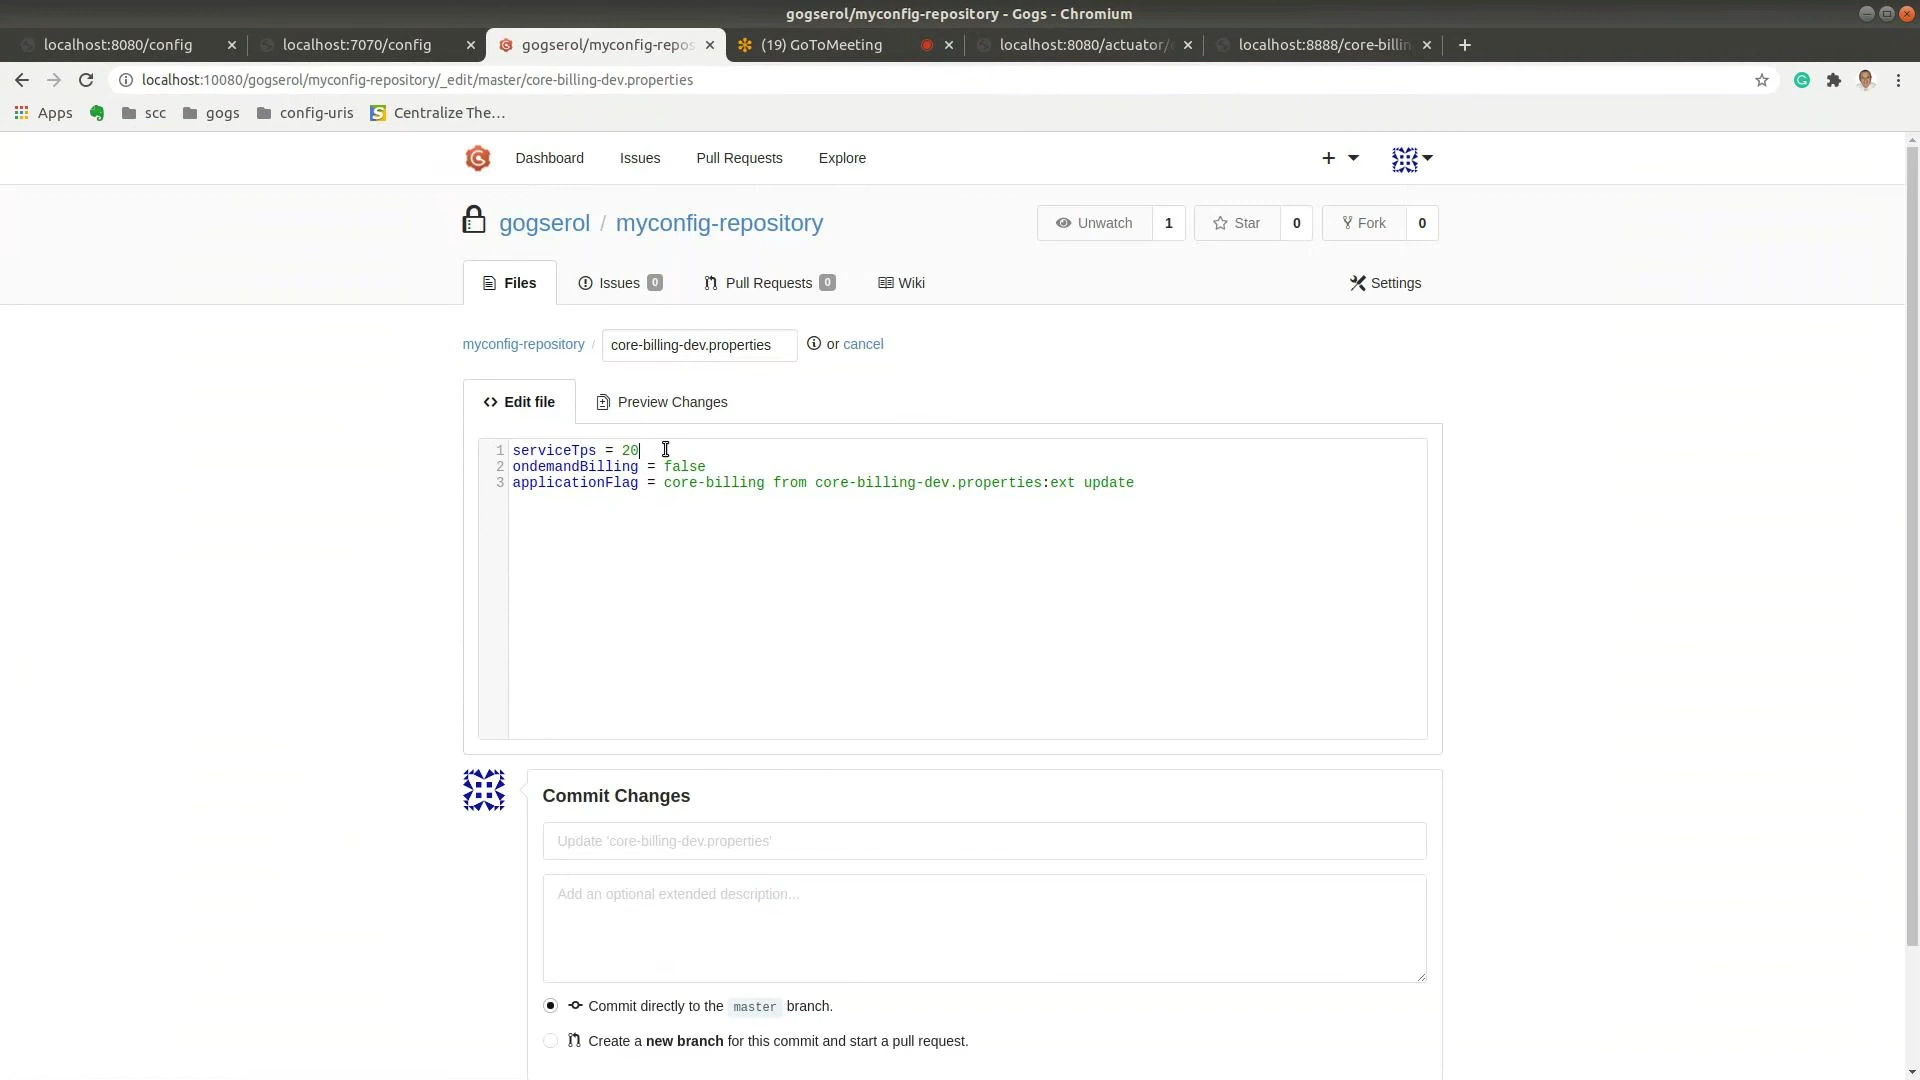 gogserol/myconfig-repository - Gogs - Chromium
localhost:8080/config
localhost:7070/config
gogserol/myconfig-repos
(19) GoToMeeting
localhost:8080/actuator/
localhost:8888/core-billin
localhost:10080/gogserol/myconfig-repository/_edit/master/core-billing-dev.properties
Apps
scc
gogs
config-uris
Centralize The...
Dashboard
Issues
Pull Requests
Explore
gogserol / myconfig-repository
Unwatch 1
Star 0
Fork 0
Files
Issues 0
Pull Requests 0
Wiki
Settings
myconfig-repository / core-billing-dev.properties or cancel
Edit file
Preview Changes
1 serviceTps = 20
2 ondemandBilling = false
3 applicationFlag = core-billing from core-billing-dev.properties:ext update
Commit Changes
Update 'core-billing-dev.properties'
Add an optional extended description...
Commit directly to the master branch.
Create a new branch for this commit and start a pull request.